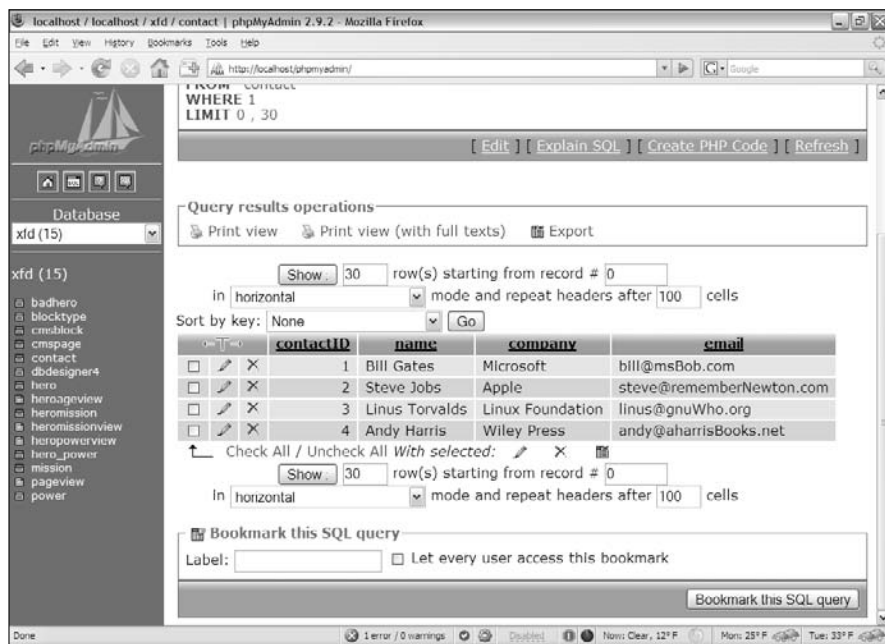 localhost / localhost / xfd / contact | phpMyAdmin 2.9.2 - Mozilla Firefox
File Edit View History Bookmarks Tools Help
http://localhost/phpmyadmin/
Google
FROM `contact`
WHERE 1
LIMIT 0 , 30
[ Edit ] [ Explain SQL ] [ Create PHP Code ] [ Refresh ]
phpMyAdmin
Database
xfd (15)
xfd (15)
badhero
blocktype
cmsblock
cmspage
contact
dbdesigner4
hero
heroageview
heromission
heromissionview
heropowerview
hero_power
mission
pageview
power
Query results operations
Print view Print view (with full texts) Export
Show : 30 row(s) starting from record # 0
in horizontal mode and repeat headers after 100 cells
Sort by key: None Go
contactID name company email
1 Bill Gates Microsoft bill@msBob.com
2 Steve Jobs Apple steve@rememberNewton.com
3 Linus Torvalds Linux Foundation linus@gnuWho.org
4 Andy Harris Wiley Press andy@aharrisBooks.net
Check All / Uncheck All With selected:
Show : 30 row(s) starting from record # 0
in horizontal mode and repeat headers after 100 cells
Bookmark this SQL query
Label: Let every user access this bookmark
Bookmark this SQL query
Done 1 error / 0 warnings Disabled Now: Clear, 12° F Mon: 25° F Tue: 33° F